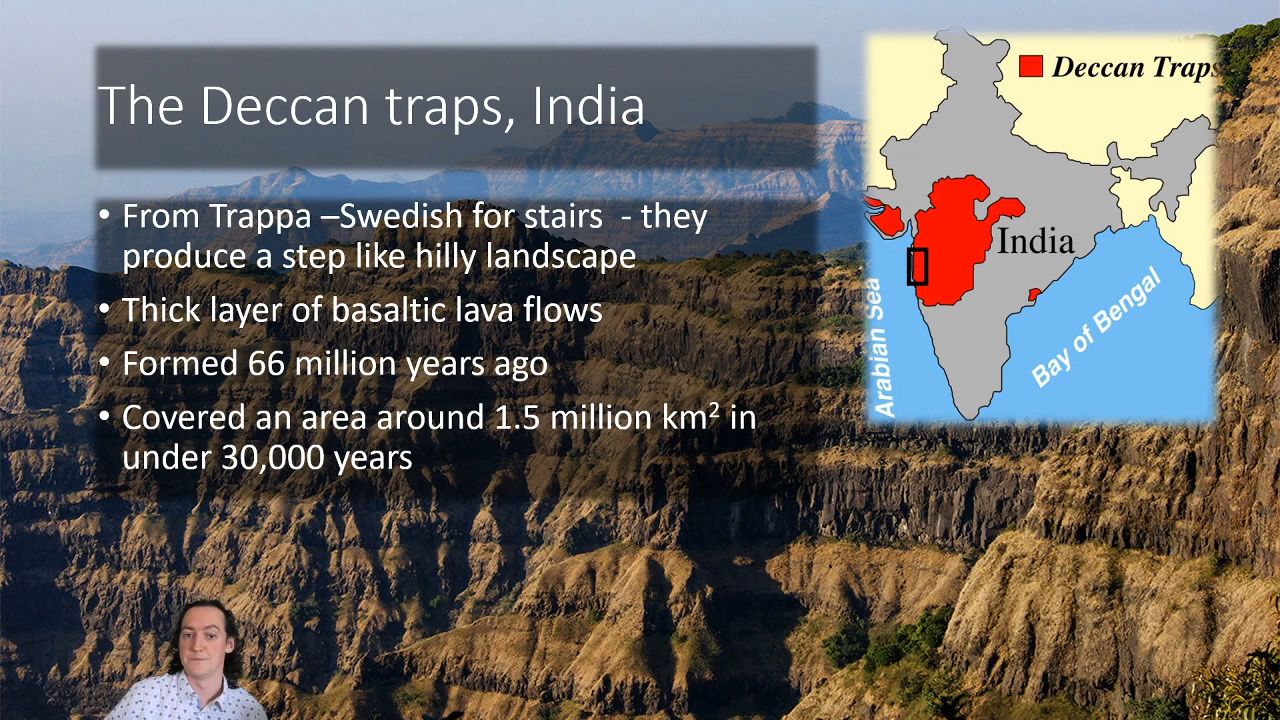 The Deccan traps, India
• From Trappa –Swedish for stairs  - they
produce a step like hilly landscape
• Thick layer of basaltic lava flows
• Formed 66 million years ago
• Covered an area around 1.5 million km² in
under 30,000 years
Deccan Traps
India
Arabian Sea
Bay of Bengal